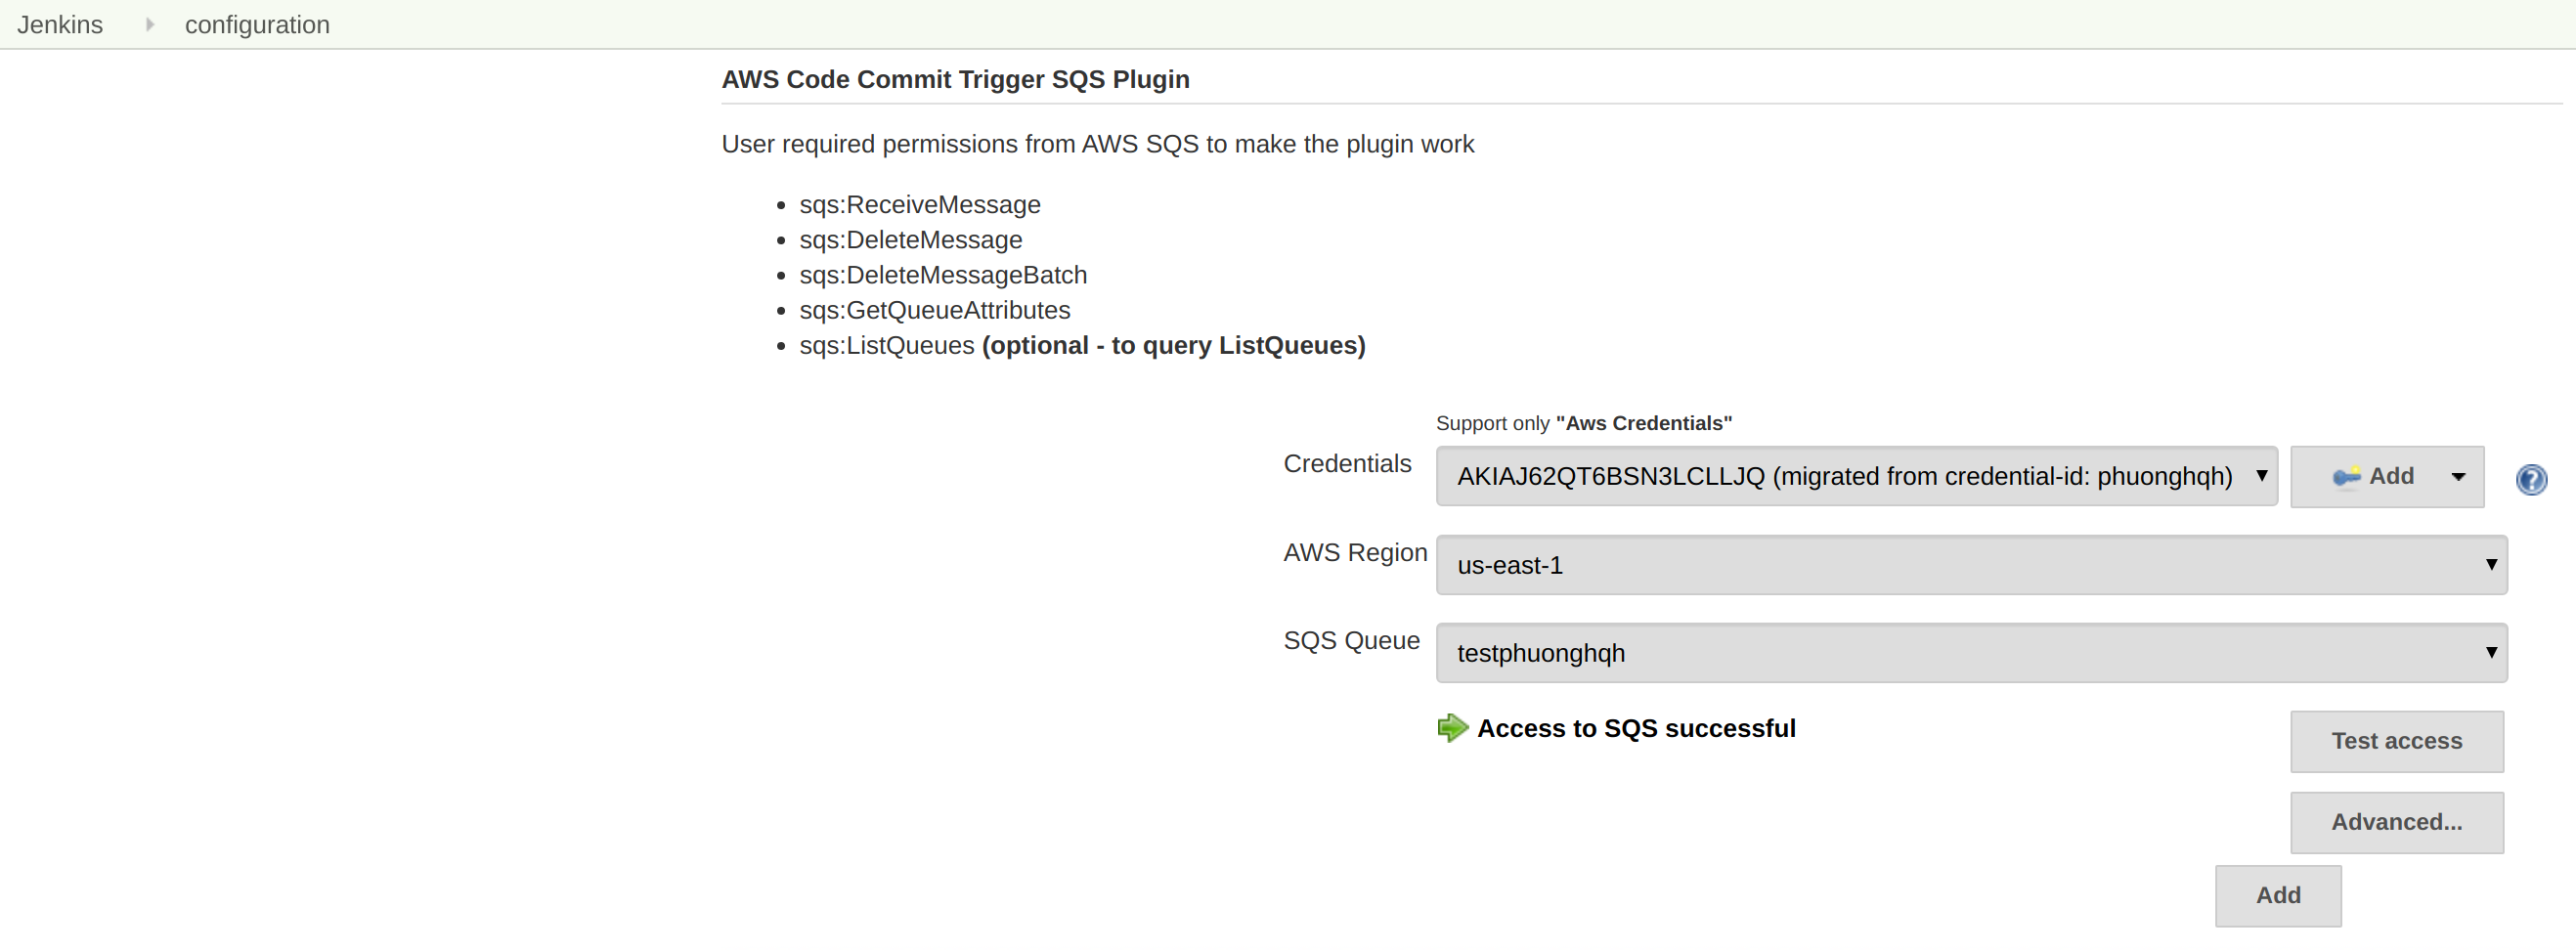 Jenkins configuration
AWS Code Commit Trigger SQS Plugin
User required permissions from AWS SQS to make the plugin work
• sqs:ReceiveMessage
• sqs:DeleteMessage
• sqs:DeleteMessageBatch
• sqs:GetQueueAttributes
• sqs:ListQueues (optional - to query ListQueues)
Support only "Aws Credentials"
Credentials AKIAJ62QT6BSN3LCLLJQ (migrated from credential-id: phuonghqh) Add
AWS Region us-east-1
SQS Queue testphuonghqh
Access to SQS successful Test access
Advanced...
Add